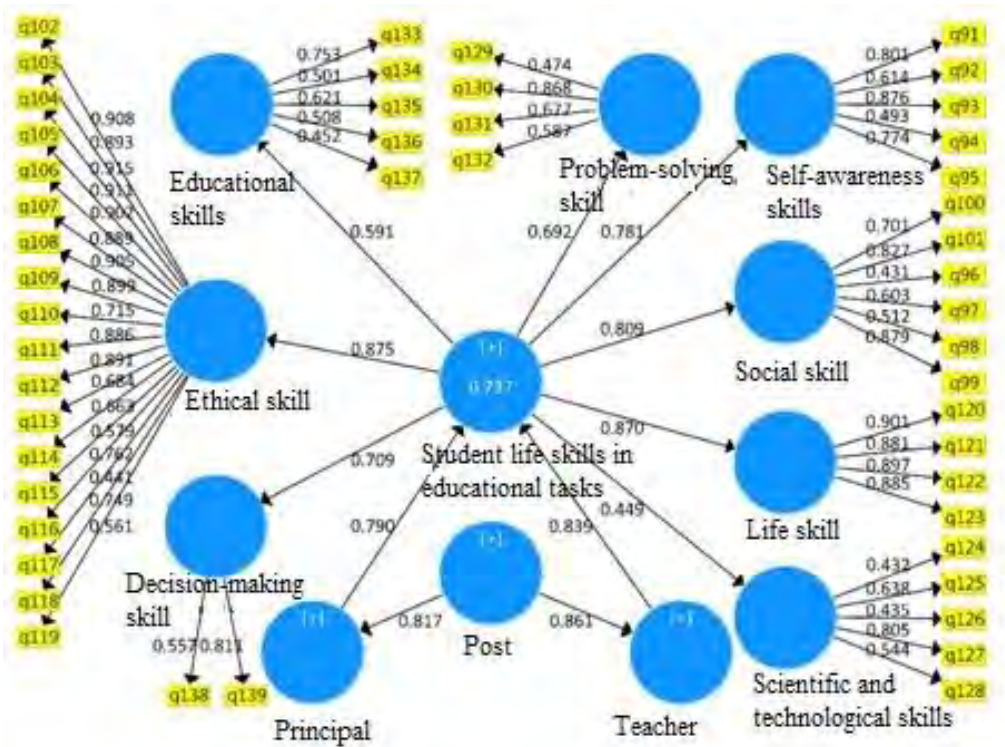 q102
q103
q104
q105
q106
q107
q108
q109
q110
q111
q112
q113
q114
q115
q116
q117
q118
q119
0.908
0.893
0.915
0.911
0.907
0.889
0.905
0.899
0.715
0.886
0.891
0.684
0.863
0.579
0.762
0.441
0.749
0.561
Ethical skill
0.875
Educational
skills
0.753
0.501
0.621
0.508
0.452
q133
q134
q135
q136
q137
0.591
q129
q130
q131
q132
0.474
0.868
0.677
0.587
Problem-solving
skill
0.692
0.781
Self-awareness
skills
0.801
0.614
0.876
0.493
0.774
q91
q92
q93
q94
q95
Social skill
0.809
0.701
0.827
0.431
0.603
0.512
0.879
q100
q101
q96
q97
q98
q99
[+]
0.737
Student life skills in
educational tasks
0.870
Life skill
0.901
0.881
0.897
0.885
q120
q121
q122
q123
0.709
Decision-making
skill
0.557
0.811
q138
q139
0.790
0.839
0.449
[+]
Post
0.817
0.861
[+]
Principal
[+]
Teacher
Scientific and
technological skills
0.432
0.638
0.435
0.805
0.544
q124
q125
q126
q127
q128